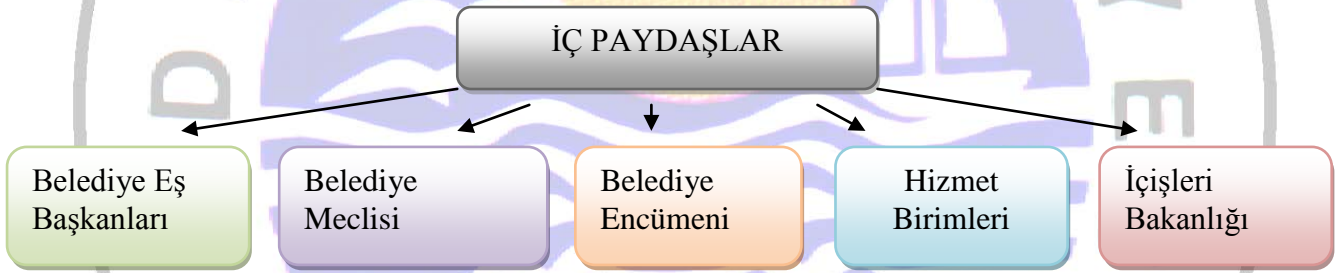 İÇ PAYDAŞLAR
Belediye Eş
Başkanları
Belediye
Meclisi
Belediye
Encümeni
Hizmet
Birimleri
İçişleri
Bakanlığı
D
E